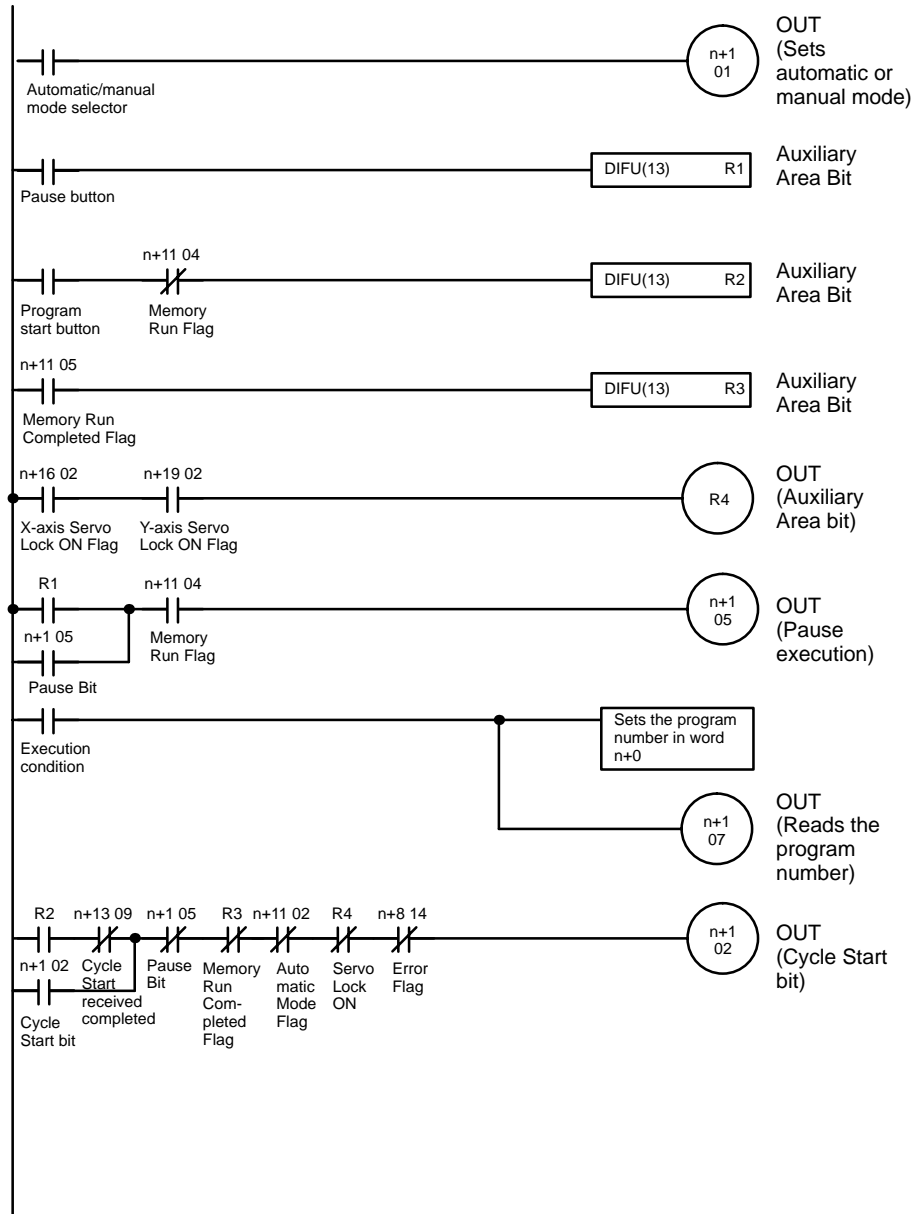 OUT
(Sets
automatic or
manual mode)
n+1
01
Automatic/manual
mode selector
Auxiliary
Area Bit
DIFU(13) R1
Pause button
n+11 04
Auxiliary
Area Bit
DIFU(13) R2
Program
start button
Memory
Run Flag
n+11 05
Auxiliary
Area Bit
DIFU(13) R3
Memory Run
Completed Flag
n+16 02 n+19 02
OUT
(Auxiliary
Area bit)
R4
X-axis Servo
Lock ON Flag
Y-axis Servo
Lock ON Flag
R1 n+11 04
n+1
05
OUT
(Pause
execution)
n+1 05
Memory
Run Flag
Pause Bit
Sets the program
number in word
n+0
Execution
condition
n+1
07
OUT
(Reads the
program
number)
R2 n+13 09 n+1 05 R3 n+11 02 R4 n+8 14
n+1
02
OUT
(Cycle Start
bit)
n+1 02
Cycle
Start
received
completed
Pause
Bit
Memory
Run
Com-
pleted
Flag
Auto
matic
Mode
Flag
Servo
Lock
ON
Error
Flag
Cycle
Start bit